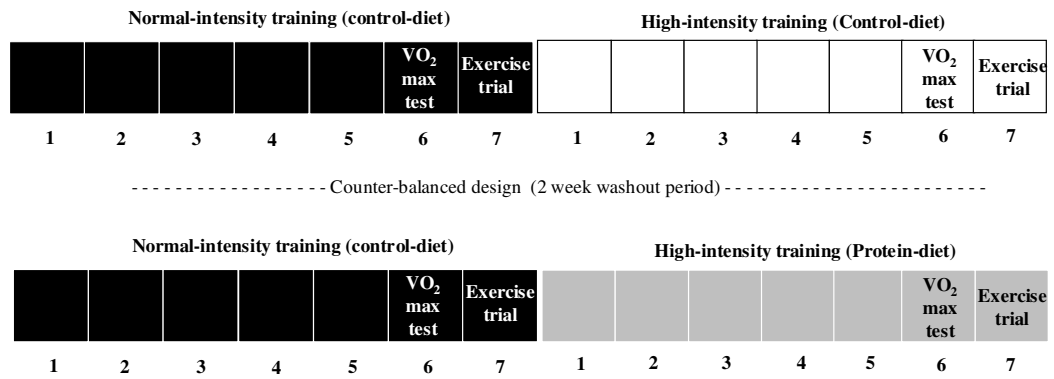 Normal-intensity training (control-diet)
High-intensity training (Control-diet)
VO₂ max test
Exercise trial
VO₂ max test
Exercise trial
1 2 3 4 5 6 7 1 2 3 4 5 6 7
- - - - - - - - - - - - - - - - - - - Counter-balanced design (2 week washout period) - - - - - - - - - - - - - - - - - - - - - - - - -
Normal-intensity training (control-diet)
High-intensity training (Protein-diet)
VO₂ max test
Exercise trial
VO₂ max test
Exercise trial
1 2 3 4 5 6 7 1 2 3 4 5 6 7